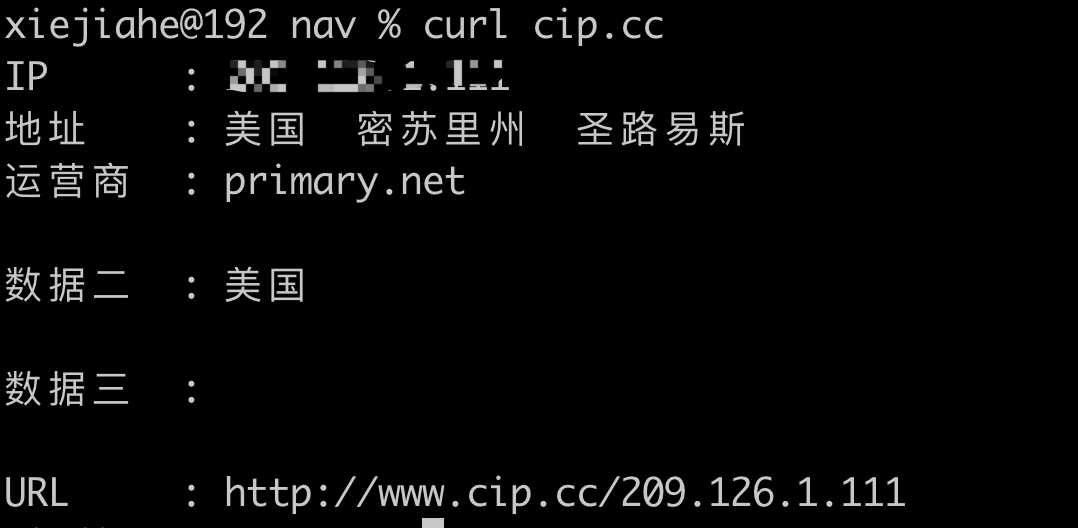 xiejiahe@192 nav % curl cip.cc
IP :
地址 : 美国 密苏里州 圣路易斯
运营商 : primary.net
数据二 : 美国
数据三 :
URL : http://www.cip.cc/209.126.1.111